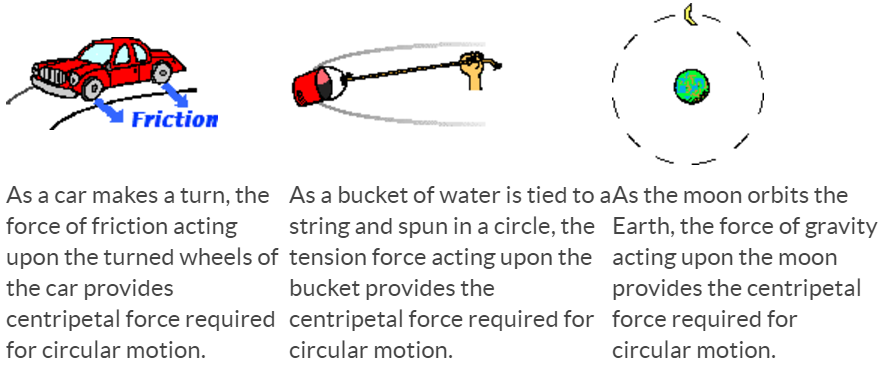 Friction
As a car makes a turn, the
force of friction acting
upon the turned wheels of
the car provides
centripetal force required
for circular motion.
As a bucket of water is tied to a
string and spun in a circle, the
tension force acting upon the
bucket provides the
centripetal force required for
circular motion.
As the moon orbits the
Earth, the force of gravity
acting upon the moon
provides the centripetal
force required for
circular motion.